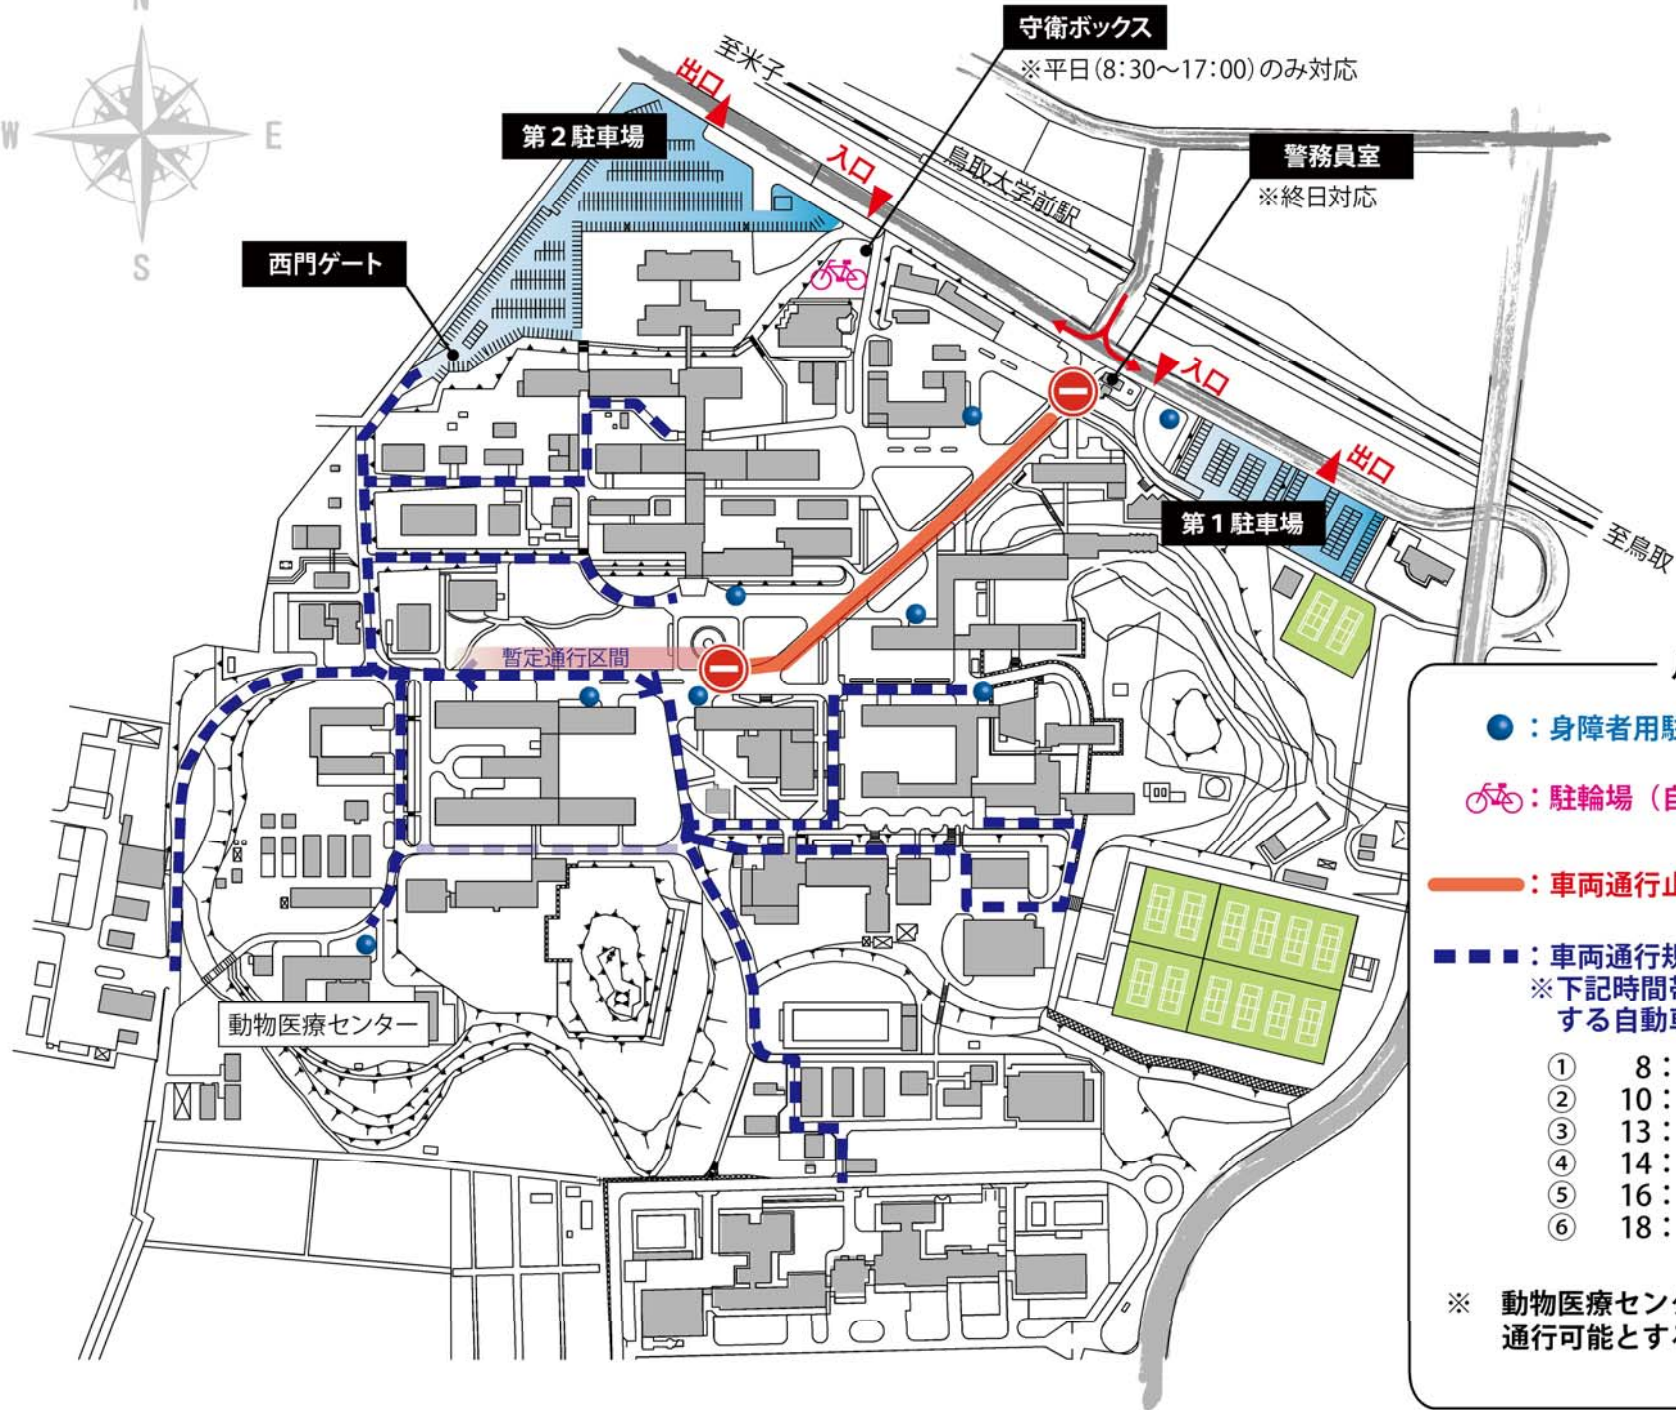 N
W
E
S
守衛ボックス
※平日(8:30～17:00)のみ対応
至米子
出口
第２駐車場
入口
鳥取大学前駅
警務員室
※終日対応
西門ゲート
入口
出口
第１駐車場
至鳥取
暫定通行区間
動物医療センター
：身障者用駐
：駐輪場（自
：車両通行止
：車両通行規
※下記時間帯
する自動車
① 8：
② 10：
③ 13：
④ 14：
⑤ 16：
⑥ 18：
※ 動物医療センタ
通行可能とする